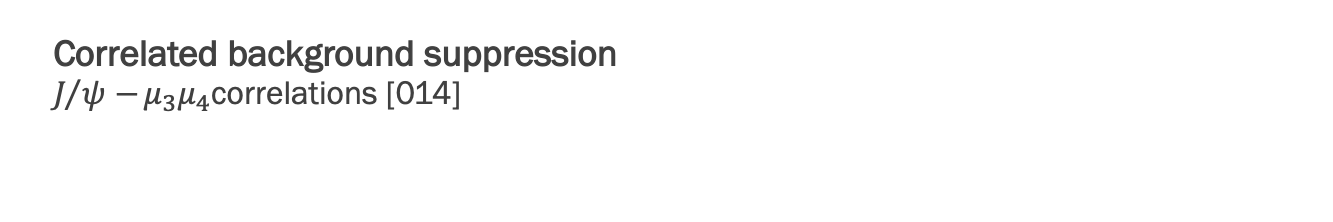 Correlated background suppression
J/ψ − μ₃μ₄correlations [014]